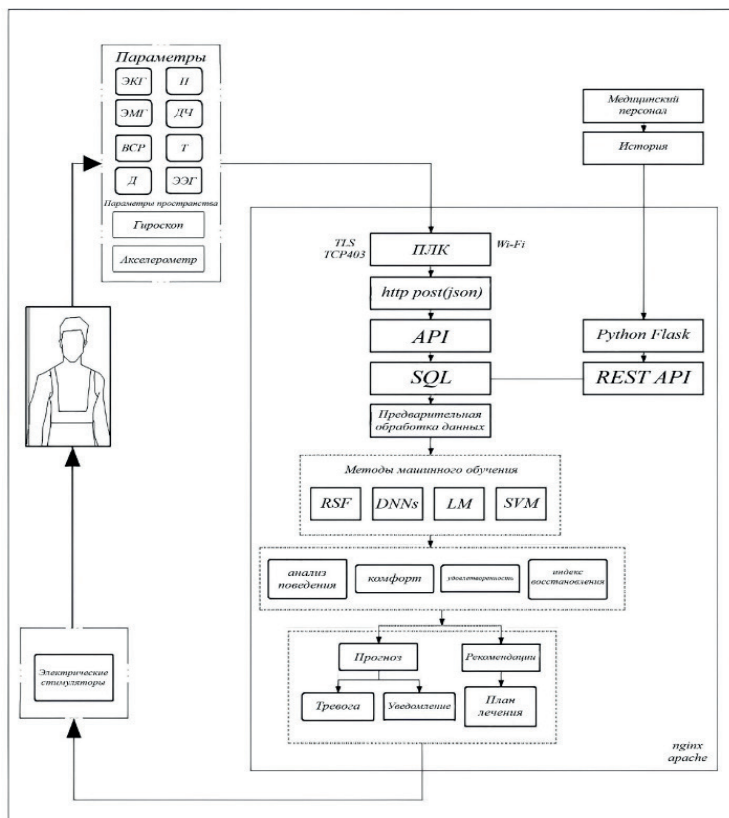 Параметры
ЭКГ
П
ЭМГ
ДЧ
ВСР
Т
Д
ЭЭГ
Параметры пространства
Гироскоп
Акселерометр
Медицинский
персонал
История
TLS
TCP403
ПЛК
Wi-Fi
http post(json)
API
SQL
Python Flask
REST API
Предварительная
обработка данных
Методы машинного обучения
RSF
DNNs
LM
SVM
анализ
поведения
комфорт
удовлетворенность
индекс
восстановления
Прогноз
Рекомендации
Тревога
Уведомление
План
лечения
Электрические
стимуляторы
nginx
apache